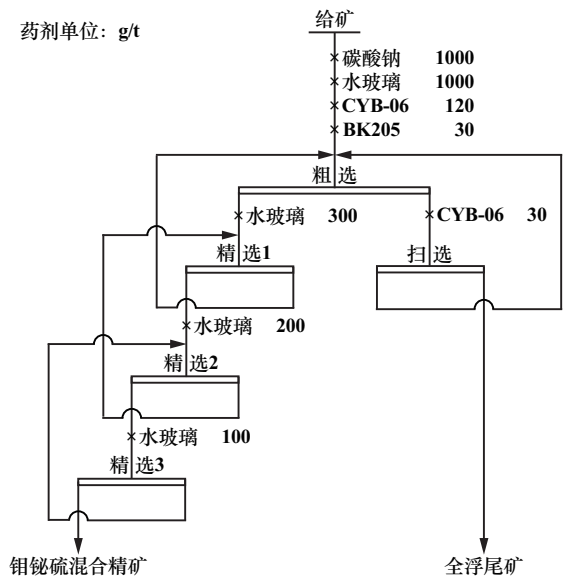 药剂单位：g/t
给矿
碳酸钠 1000
水玻璃 1000
CYB-06 120
BK205 30
粗选
水玻璃 300
CYB-06 30
精选1
扫选
水玻璃 200
精选2
水玻璃 100
精选3
钼铋硫混合精矿
全浮尾矿